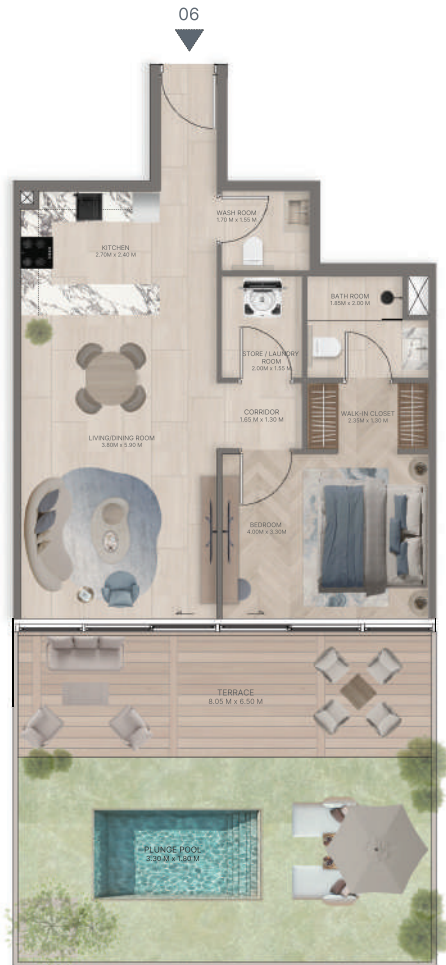 06
WASH ROOM
1.70 M x 1.55 M
KITCHEN
2.70M x 2.40 M
BATH ROOM
1.85M x 2.00 M
STORE / LAUNDRY
ROOM
2.00M x 1.55 M
CORRIDOR
1.65 M x 1.30 M
WALK-IN CLOSET
2.35M x 1.35 M
LIVING/DINING ROOM
3.80M x 5.90 M
BEDROOM
4.00M x 3.30M
TERRACE
8.05 M x 6.50 M
PLUNGE POOL
3.30 M x 1.80 M